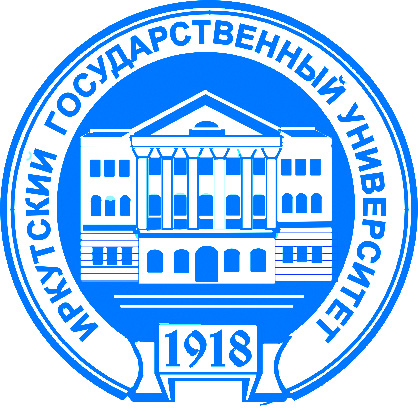 ИРКУТСКИЙ ГОСУДАРСТВЕННЫЙ УНИВЕРСИТЕТ
1918